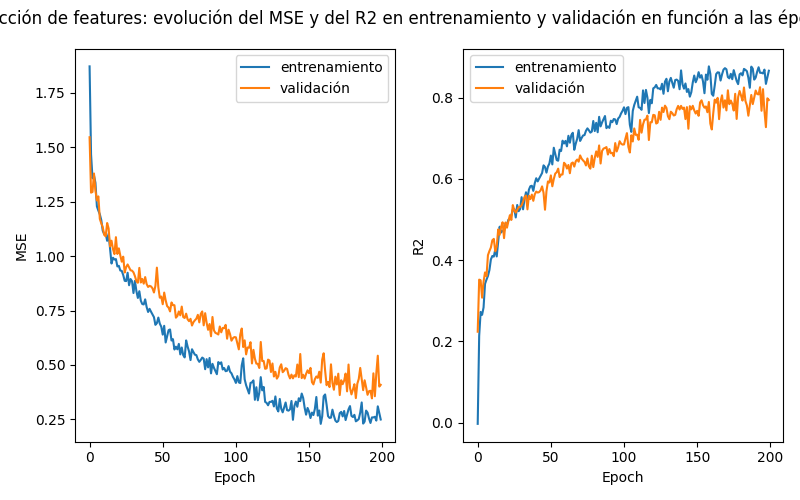 cción de features: evolución del MSE y del R2 en entrenamiento y validación en función a las épo
entrenamiento
validación
1.75
1.50
1.25
1.00
0.75
0.50
0.25
MSE
0
50
100
150
200
Epoch
entrenamiento
validación
0.8
0.6
0.4
0.2
0.0
R2
0
50
100
150
200
Epoch